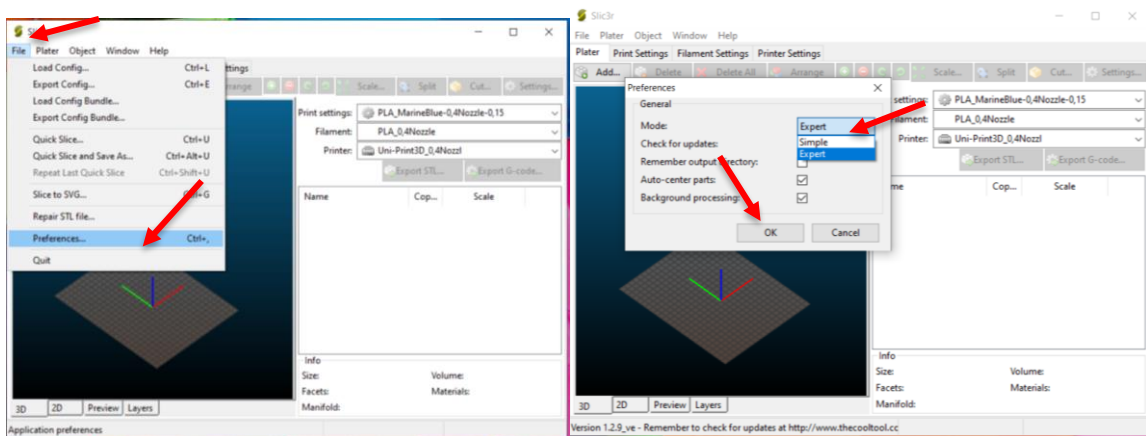 File Plater Object Window Help
Load Config... Ctrl+L
Export Config... Ctrl+E
Load Config Bundle...
Export Config Bundle...
Quick Slice... Ctrl+U
Quick Slice and Save As... Ctrl+Alt+U
Repeat Last Quick Slice Ctrl+Shift+U
Slice to SVG...
Repair STL file...
Preferences... Ctrl+,
Quit
Scale... Split Cut... Settings...
Print settings: PLA_MarineBlue-0,4Nozzle-0,15
Filament: PLA_0,4Nozzle
Printer: Uni-Print3D_0,4Nozzl
Export STL... Export G-code...
Name Cop... Scale
Info
Size: Volume:
Facets: Materials:
Manifold:
3D 2D Preview Layers
Application preferences
Slic3r
File Plater Object Window Help
Plater Print Settings Filament Settings Printer Settings
Add... Delete Delete All Arrange Scale... Split Cut... Settings...
Preferences
General
Mode: Expert
Simple
Expert
Check for updates:
Remember output directory:
Auto-center parts:
Background processing:
OK Cancel
settings: PLA_MarineBlue-0,4Nozzle-0,15
PLA_0,4Nozzle
Printer: Uni-Print3D_0,4Nozzl
Export STL... Export G-code...
Cop... Scale
Info
Size: Volume:
Facets: Materials:
Manifold:
3D 2D Preview Layers
Version 1.2.9_ve - Remember to check for updates at http://www.thecooltool.cc